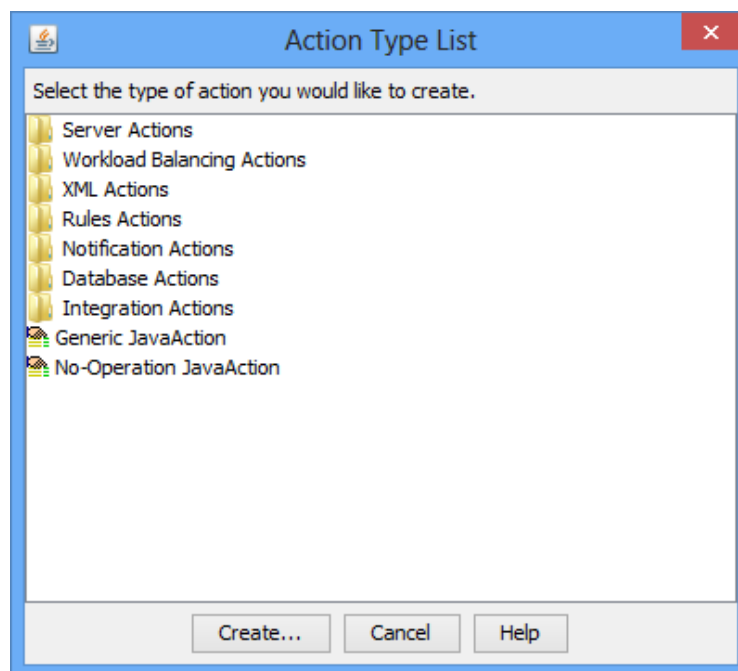 Action Type List
Select the type of action you would like to create.
Server Actions
Workload Balancing Actions
XML Actions
Rules Actions
Notification Actions
Database Actions
Integration Actions
Generic JavaAction
No-Operation JavaAction
Create... Cancel Help